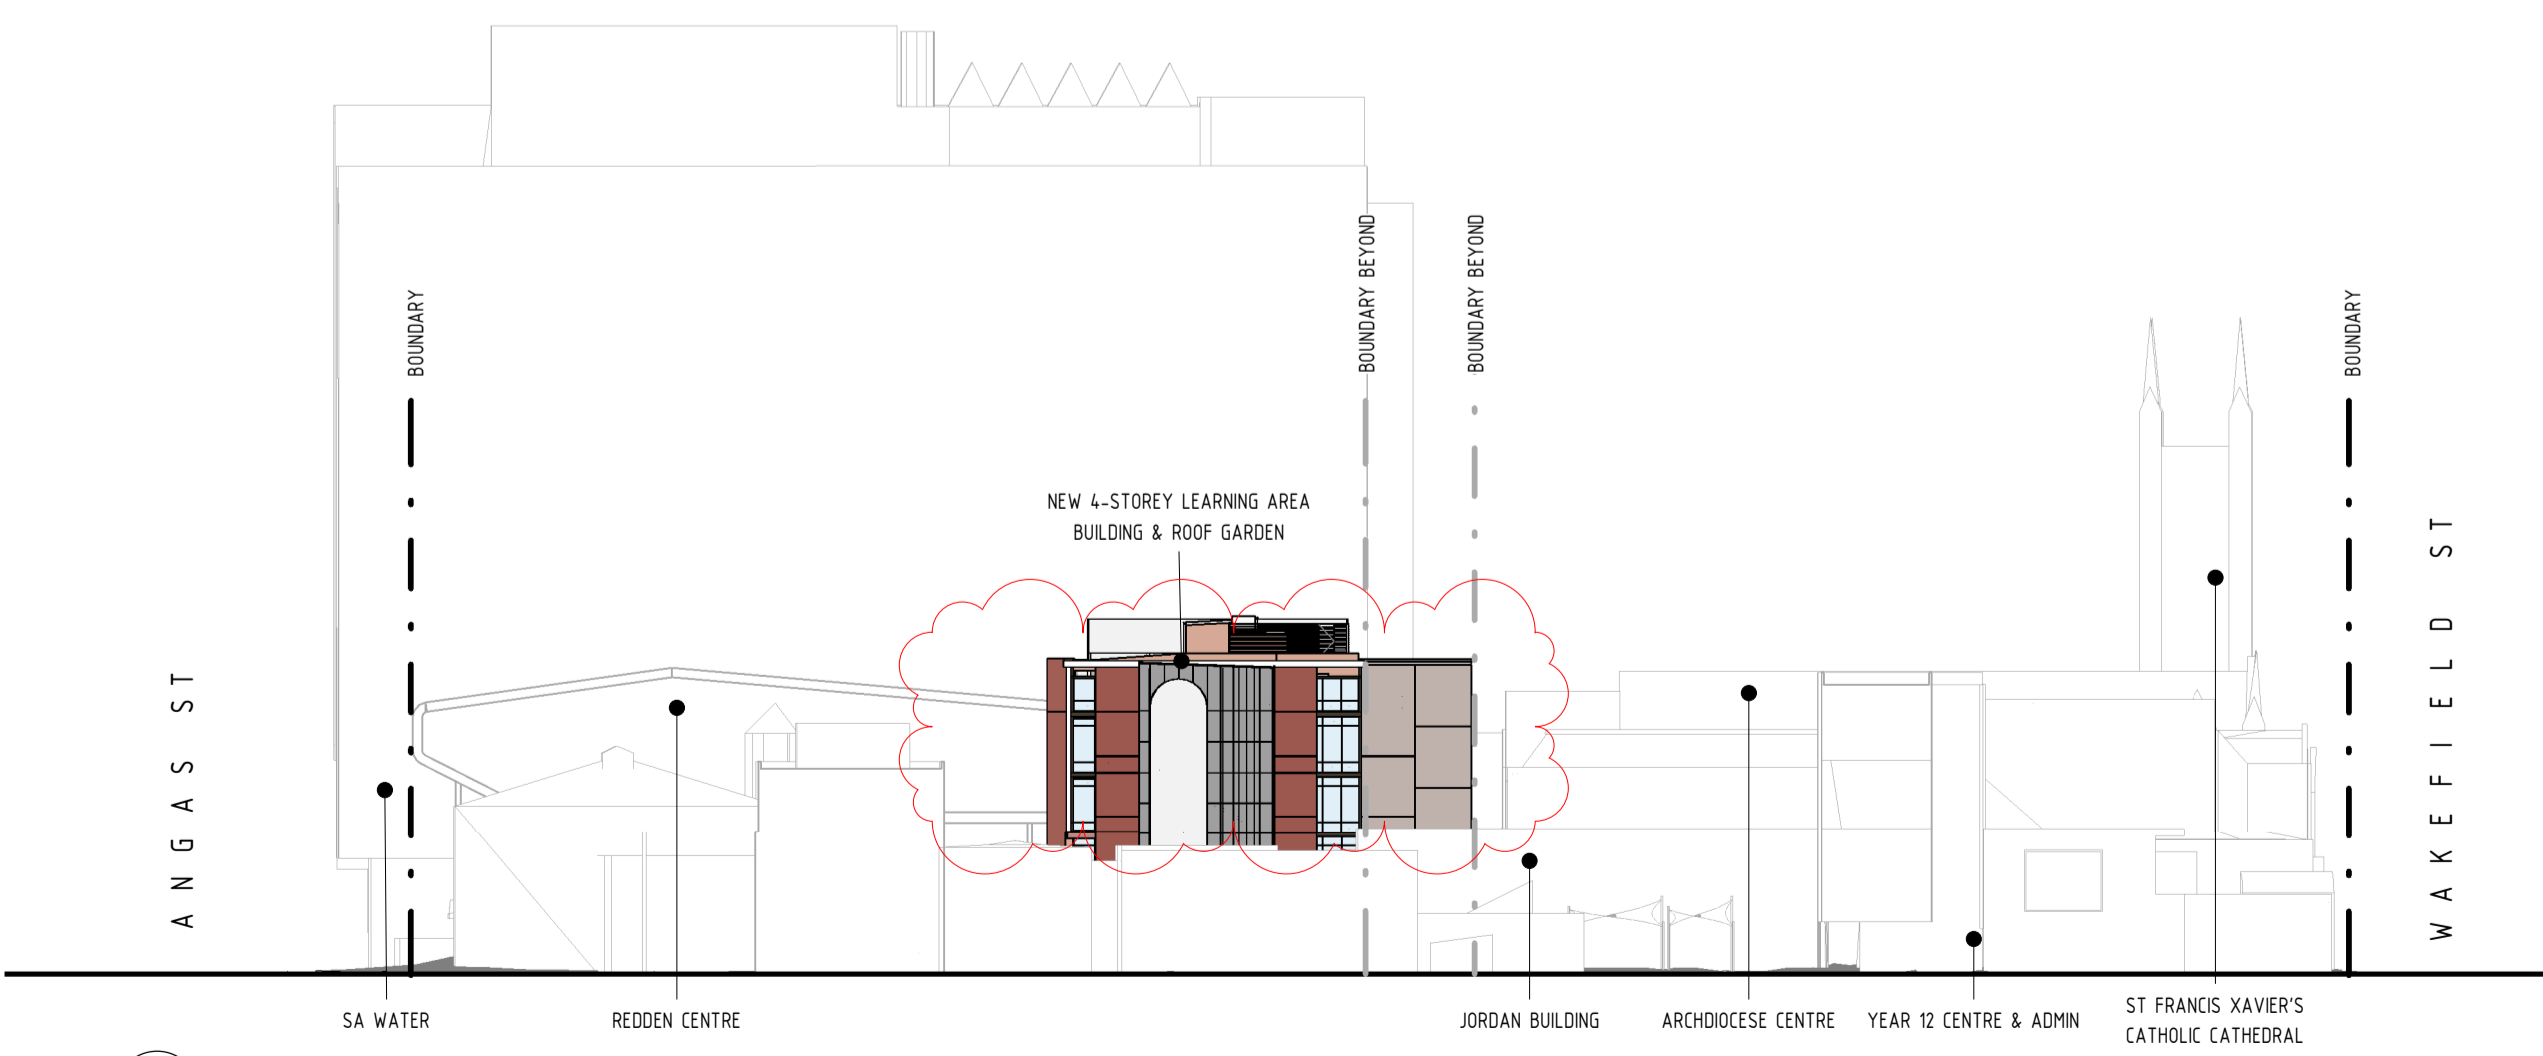 BOUNDARY
BOUNDARY BEYOND
BOUNDARY BEYOND
BOUNDARY
NEW 4-STOREY LEARNING AREA
BUILDING & ROOF GARDEN
ANGAS ST
WAKEFIELD ST
SA WATER
REDDEN CENTRE
JORDAN BUILDING
ARCHDIOCESE CENTRE
YEAR 12 CENTRE & ADMIN
ST FRANCIS XAVIER'S
CATHOLIC CATHEDRAL